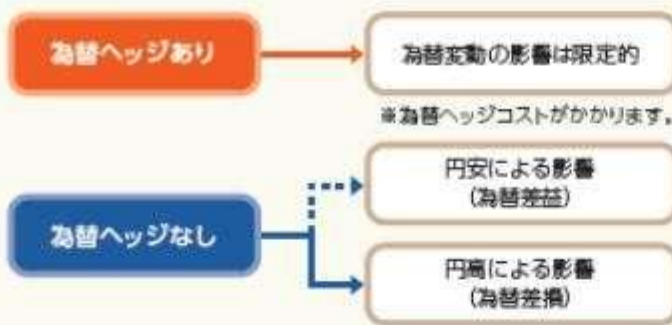 為替ヘッジあり
為替変動の影響は限定的
※為替ヘッジコストがかかります。
為替ヘッジなし
円安による影響
(為替差益)
円高による影響
(為替差損)